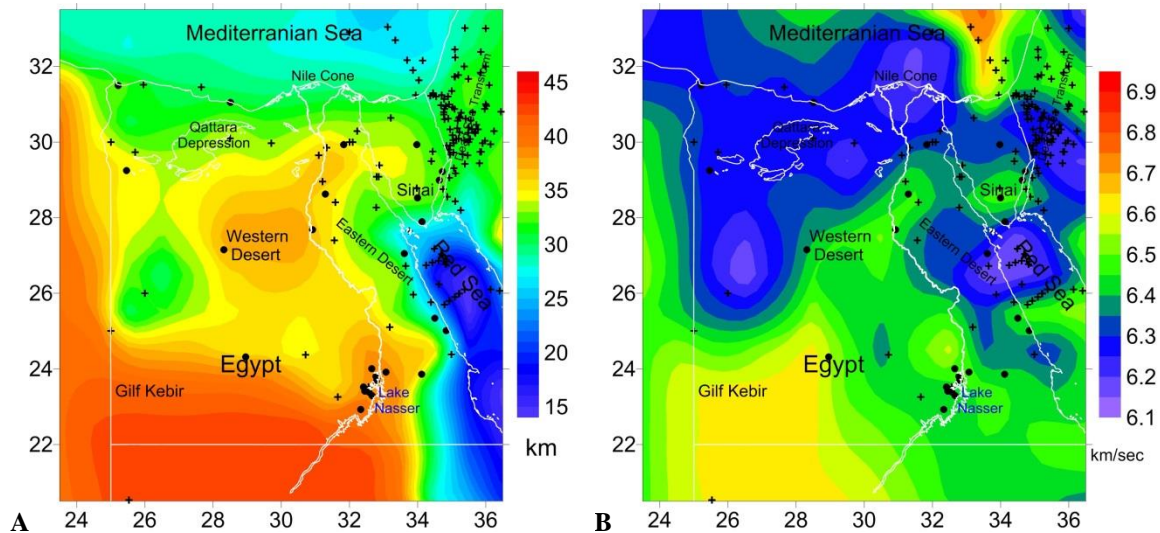 Mediterranian Sea
Nile Cone
Transform
32
30
28
26
24
22
Qattara
Depression
Sinai
Western
Desert
Eastern Desert
Red Sea
Egypt
Gilf Kebir
Lake
Nasser
45
40
35
30
25
20
15
km
24
26
28
30
32
34
36
A
Mediterranian Sea
Nile Cone
Transform
32
30
28
26
24
22
Qattara
Depression
Sinai
Western
Desert
Eastern Desert
Red Sea
Egypt
Gilf Kebir
Lake
Nasser
6.9
6.8
6.7
6.6
6.5
6.4
6.3
6.2
6.1
km/sec
24
26
28
30
32
34
36
B